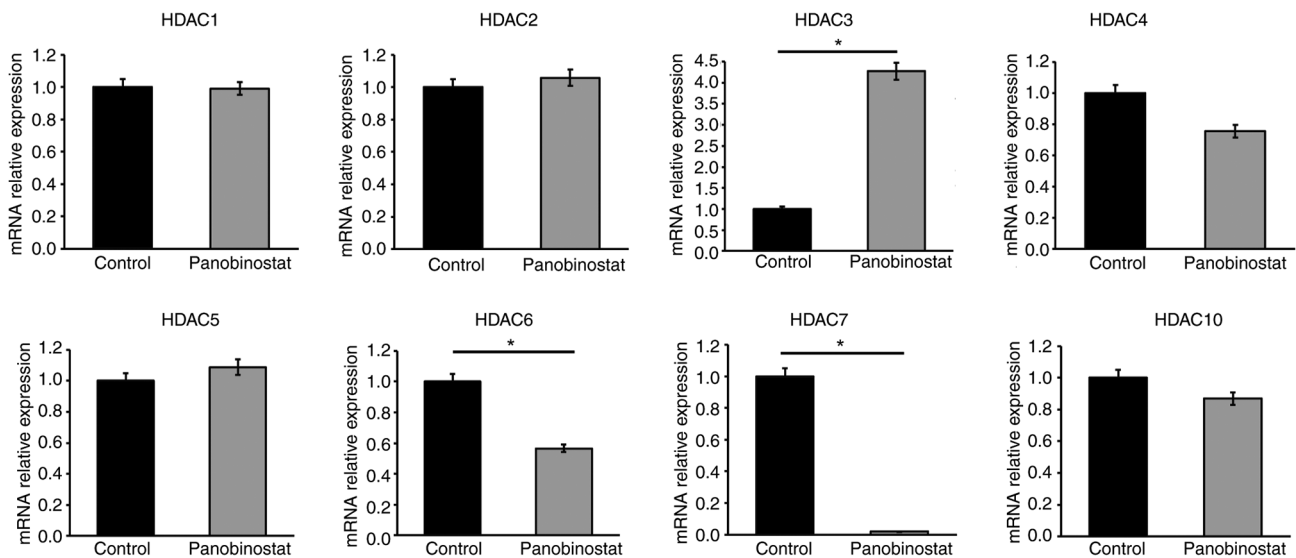 HDAC1
mRNA relative expression
1.2
1.0
0.8
0.6
0.4
0.2
0.0
Control Panobinostat
HDAC2
mRNA relative expression
1.2
1.0
0.8
0.6
0.4
0.2
0.0
Control Panobinostat
HDAC3
*
mRNA relative expression
4.5
4.0
3.5
3.0
2.5
2.0
1.5
1.0
0.5
0.0
Control Panobinostat
HDAC4
mRNA relative expression
1.2
1.0
0.8
0.6
0.4
0.2
0
Control Panobinostat
HDAC5
mRNA relative expression
1.2
1.0
0.8
0.6
0.4
0.2
0.0
Control Panobinostat
HDAC6
*
mRNA relative expression
1.2
1.0
0.8
0.6
0.4
0.2
0.0
Control Panobinostat
HDAC7
*
mRNA relative expression
1.2
1.0
0.8
0.6
0.4
0.2
0.0
Control Panobinostat
HDAC10
mRNA relative expression
1.2
1.0
0.8
0.6
0.4
0.2
0
Control Panobinostat